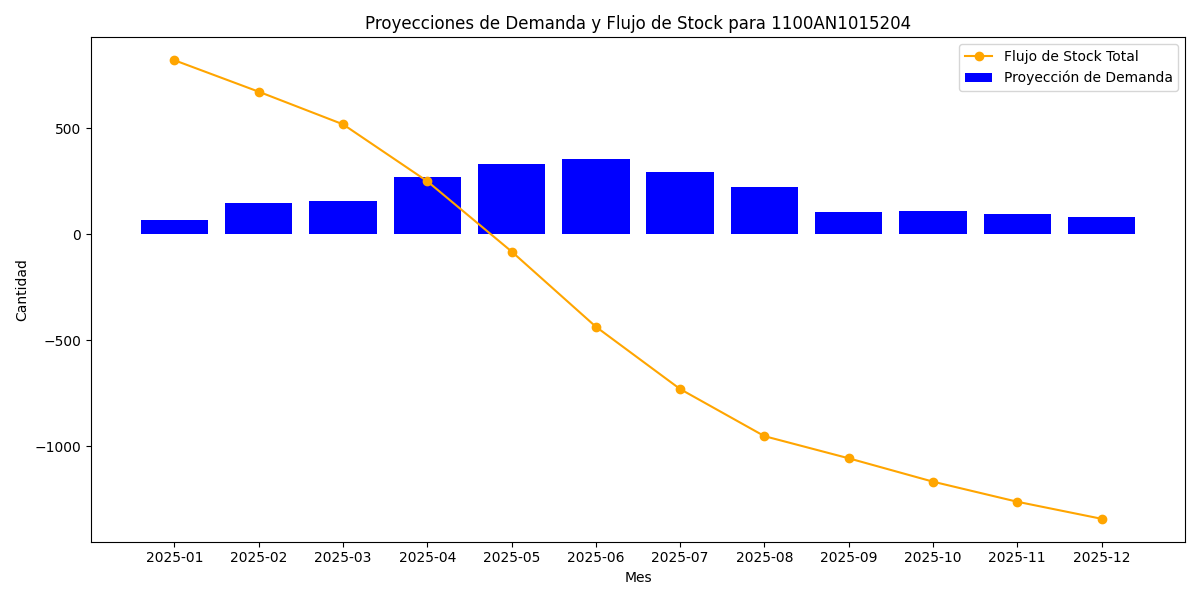 Proyecciones de Demanda y Flujo de Stock para 1100AN1015204
Flujo de Stock Total
Proyección de Demanda
Cantidad
500
0
−500
−1000
2025-01 2025-02 2025-03 2025-04 2025-05 2025-06 2025-07 2025-08 2025-09 2025-10 2025-11 2025-12
Mes